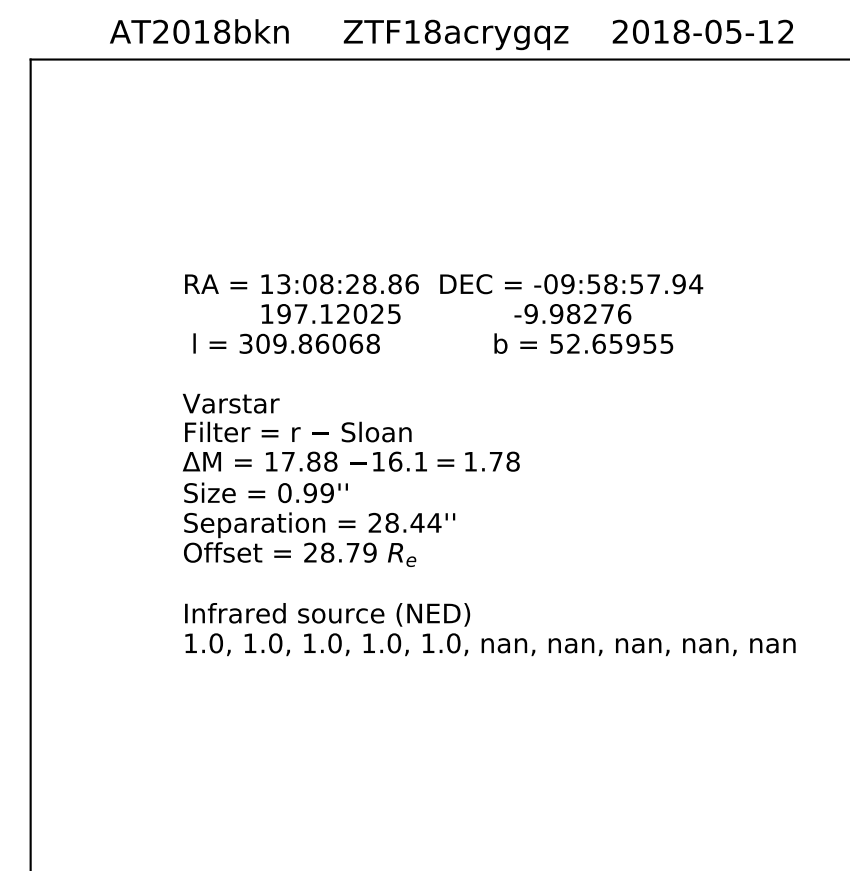 AT2018bkn ZTF18acrygqz 2018-05-12
RA = 13:08:28.86 DEC = -09:58:57.94
197.12025 -9.98276
l = 309.86068 b = 52.65955
Varstar
Filter = r − Sloan
ΔM = 17.88 −16.1 = 1.78
Size = 0.99''
Separation = 28.44''
Offset = 28.79 Rₑ
Infrared source (NED)
1.0, 1.0, 1.0, 1.0, 1.0, nan, nan, nan, nan, nan